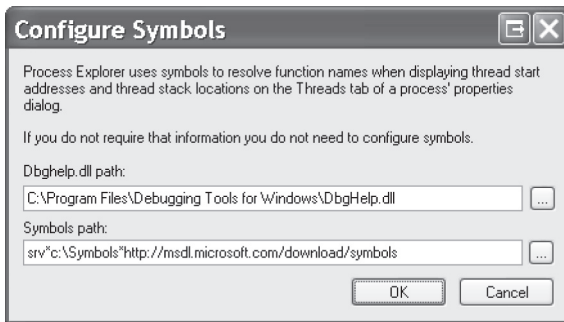 Configure Symbols
Process Explorer uses symbols to resolve function names when displaying thread start
addresses and thread stack locations on the Threads tab of a process' properties
dialog.
If you do not require that information you do not need to configure symbols.
Dbghelp.dll path:
C:\Program Files\Debugging Tools for Windows\DbgHelp.dll
...
Symbols path:
srv*c:\Symbols*http://msdl.microsoft.com/download/symbols
...
OK
Cancel